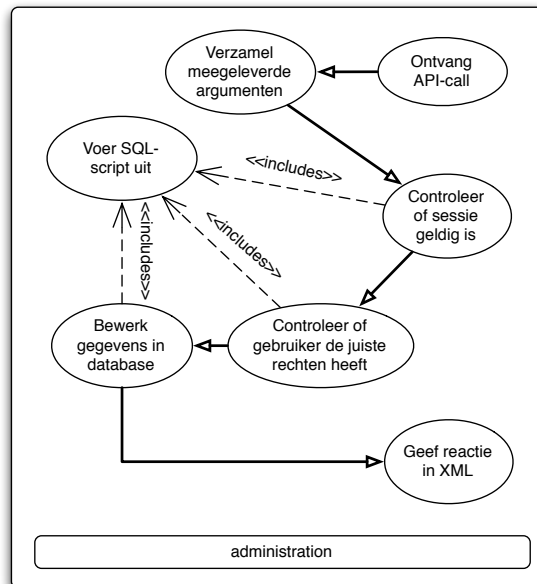 Verzamel
meegeleverde
argumenten
Ontvang
API-call
Voer SQL-
script uit
<<includes>>
Controleer
of sessie
geldig is
<<includes>>
<<includes>>
Bewerk
gegevens in
database
Controleer of
gebruiker de juiste
rechten heeft
Geef reactie
in XML
administration